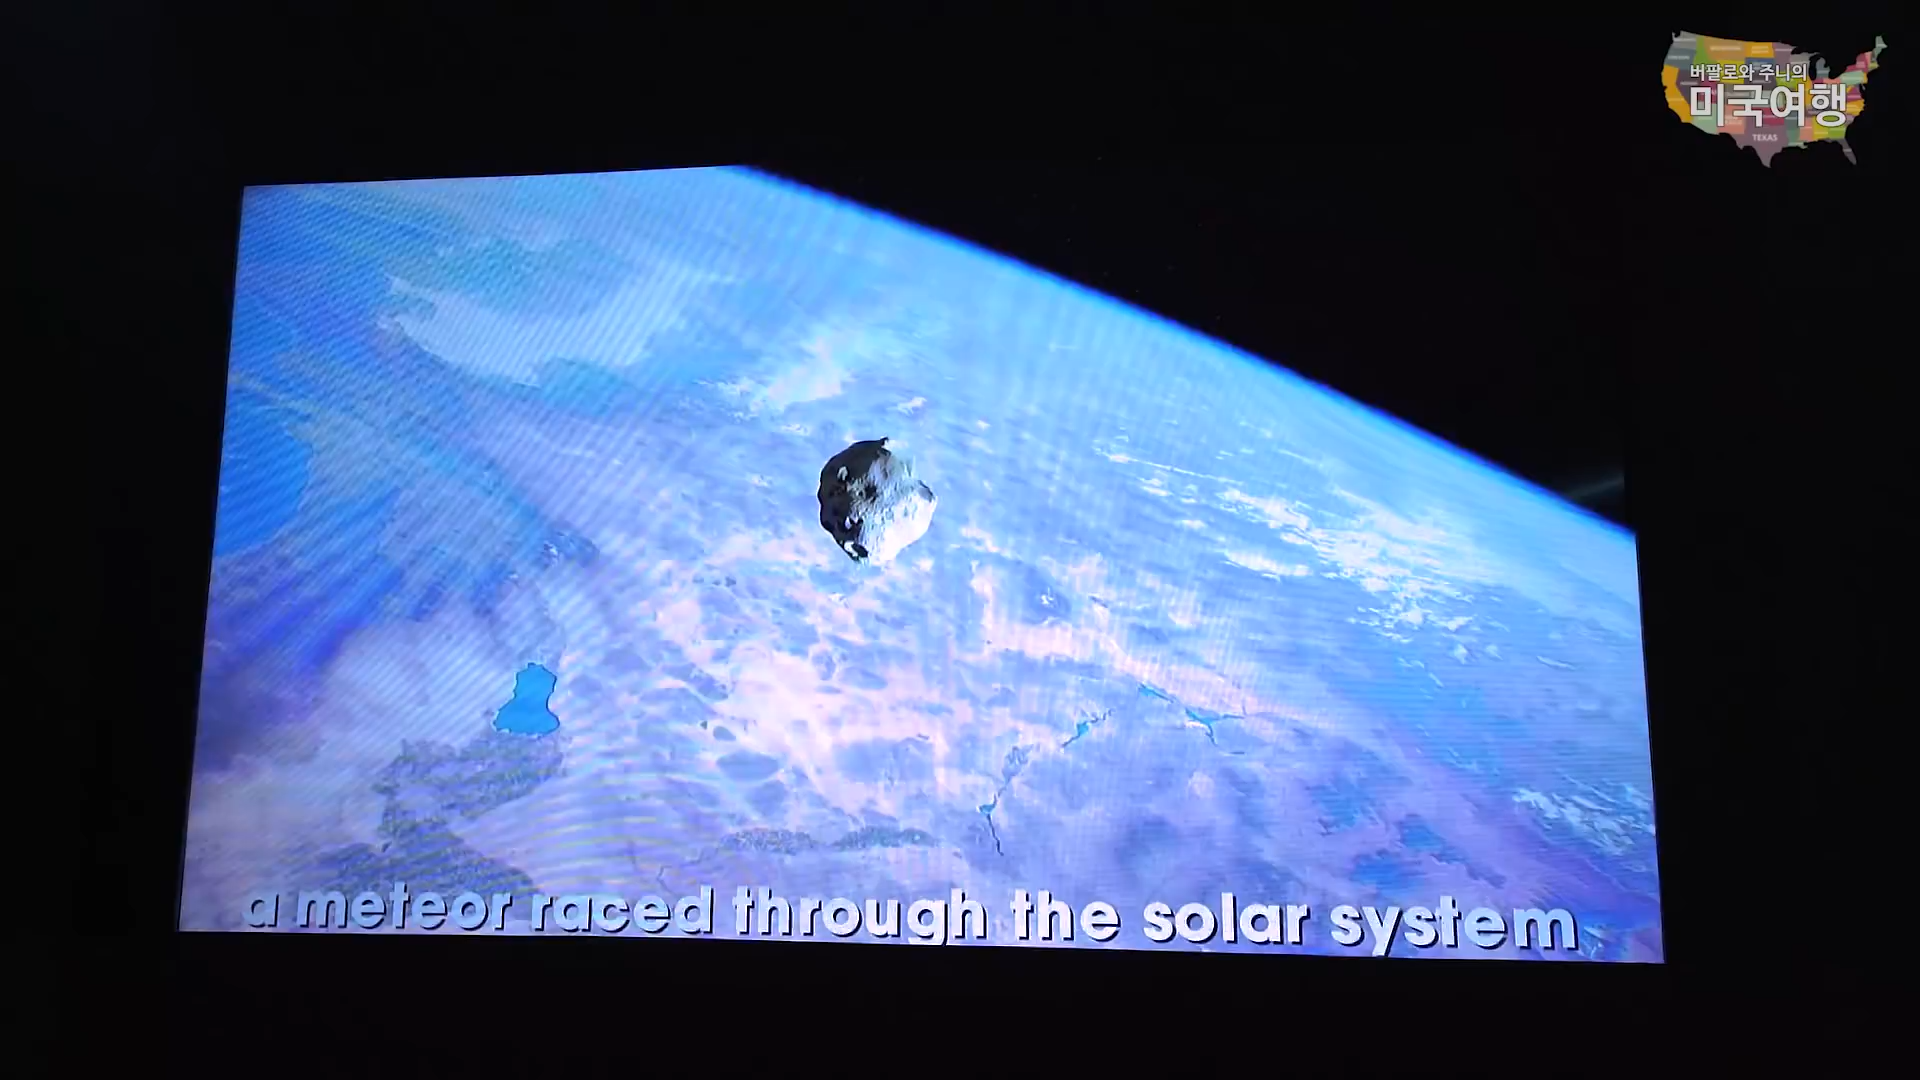 버팔로와 주니의
미국여행
TEXAS
a meteor raced through the solar system